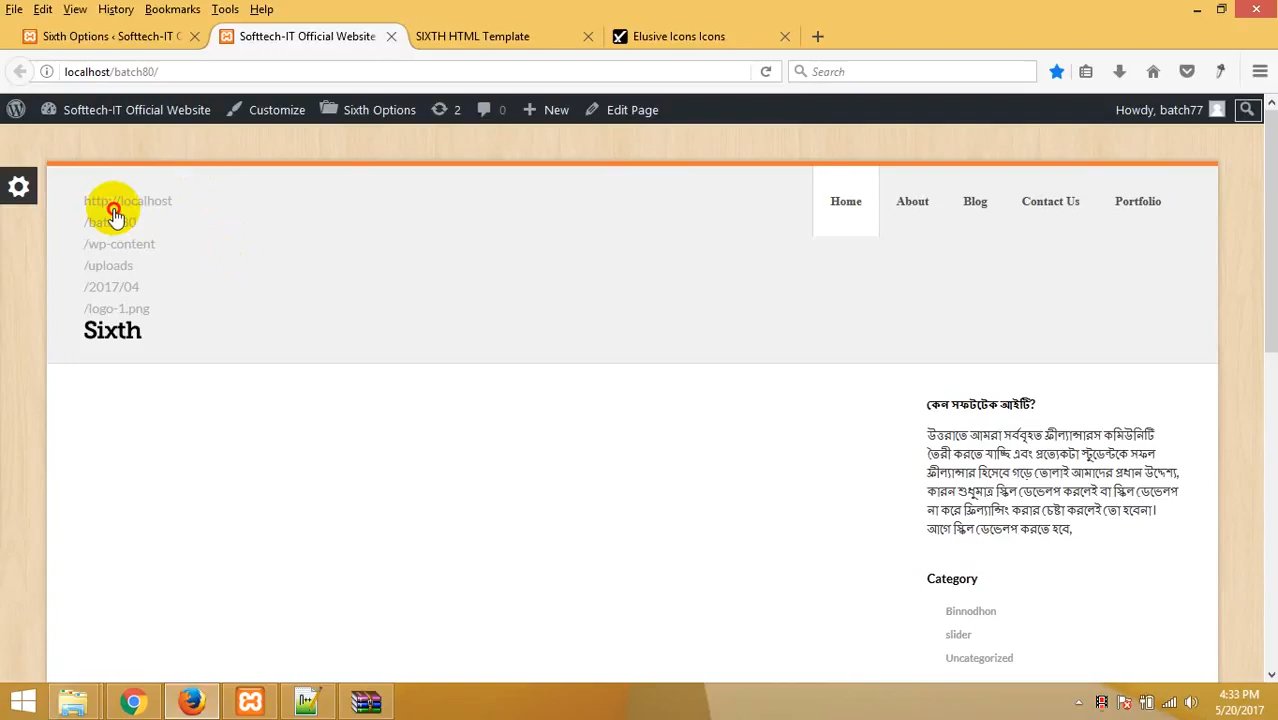 File Edit View History Bookmarks Tools Help
Sixth Options ‹ Softtech-IT O
Softtech-IT Official Website
SIXTH HTML Template
Elusive Icons Icons
localhost/batch80/
Search
Softtech-IT Official Website Customize Sixth Options 2 0 New Edit Page Howdy, batch77
http://localhost
/batch80
/wp-content
/uploads
/2017/04
/logo-1.png
Sixth
Home About Blog Contact Us Portfolio
কেন সফটটেক আইটি?
উত্তরাতে আমরা সর্ববৃহত ফ্রীল্যান্সারস কমিউনিটি
তৈরী করতে যাচ্ছি এবং প্রত্যেকটা স্টুডেন্টকে সফল
ফ্রীল্যান্সার হিসেবে গড়ে তোলাই আমাদের প্রধান উদ্দেশ্য,
কারন শুধুমাত্র স্কিল ডেভেলপ করলেই বা স্কিল ডেভেলপ
না করে ফ্রিল্যান্সিং করার চেষ্টা করলেই তো হবেনা।
আগে স্কিল ডেভেলপ করতে হবে,
Category
Binnodhon
slider
Uncategorized
4:33 PM
5/20/2017